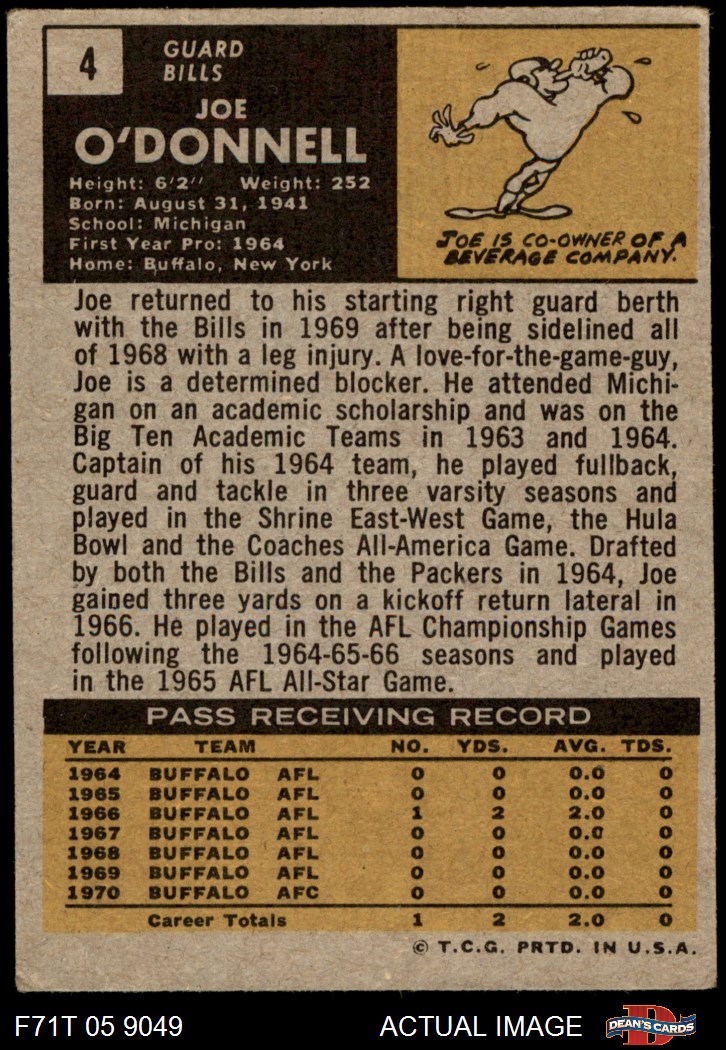 4
GUARD
BILLS
JOE
O'DONNELL
Height: 6'2'' Weight: 252
Born: August 31, 1941
School: Michigan
First Year Pro: 1964
Home: Buffalo, New York
JOE IS CO-OWNER OF A
BEVERAGE COMPANY.
Joe returned to his starting right guard berth
with the Bills in 1969 after being sidelined all
of 1968 with a leg injury. A love-for-the-game-guy,
Joe is a determined blocker. He attended Michi-
gan on an academic scholarship and was on the
Big Ten Academic Teams in 1963 and 1964.
Captain of his 1964 team, he played fullback,
guard and tackle in three varsity seasons and
played in the Shrine East-West Game, the Hula
Bowl and the Coaches All-America Game. Drafted
by both the Bills and the Packers in 1964, Joe
gained three yards on a kickoff return lateral in
1966. He played in the AFL Championship Games
following the 1964-65-66 seasons and played
in the 1965 AFL All-Star Game.
PASS RECEIVING RECORD
YEAR TEAM NO. YDS. AVG. TDS.
1964 BUFFALO AFL 0 0 0.0 0
1965 BUFFALO AFL 0 0 0.0 0
1966 BUFFALO AFL 1 2 2.0 0
1967 BUFFALO AFL 0 0 0.0 0
1968 BUFFALO AFL 0 0 0.0 0
1969 BUFFALO AFL 0 0 0.0 0
1970 BUFFALO AFC 0 0 0.0 0
Career Totals 1 2 2.0 0
© T.C.G. PRTD. IN U.S.A.
F71T 05 9049 ACTUAL IMAGE
D
DEAN'S CARDS